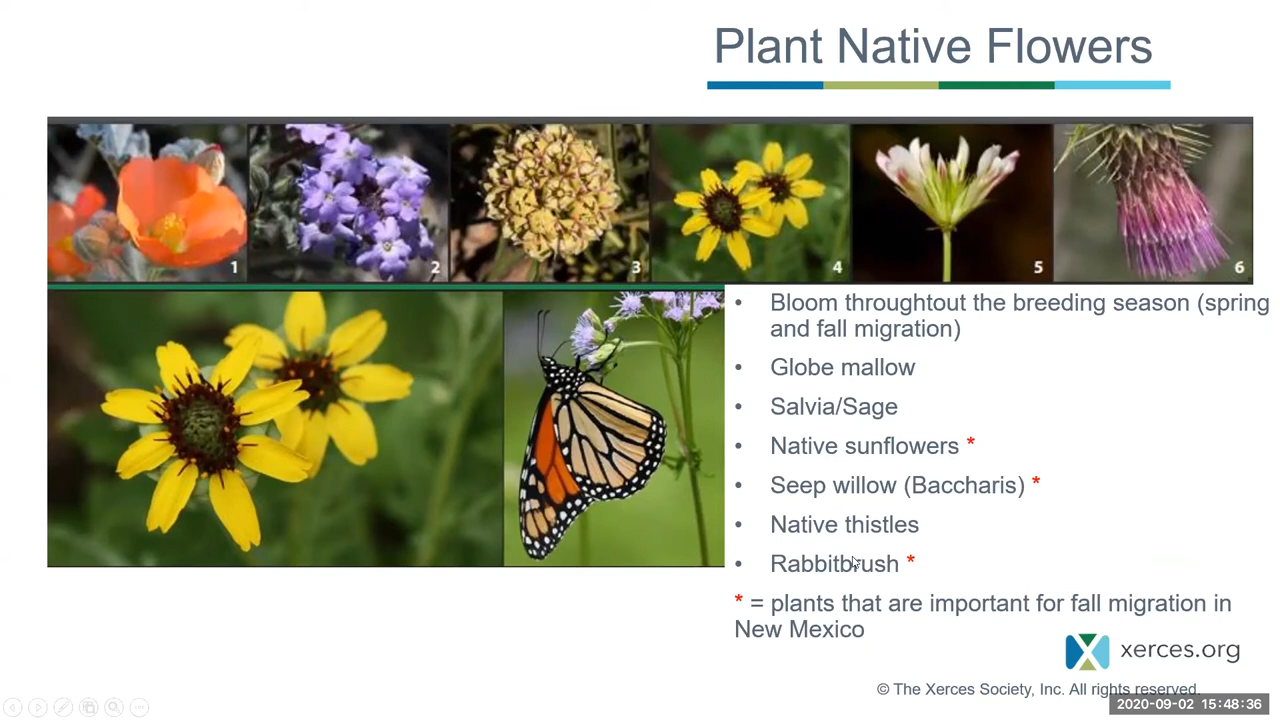 Plant Native Flowers
1 2 3 4 5 6
• Bloom throughtout the breeding season (spring
and fall migration)
• Globe mallow
• Salvia/Sage
• Native sunflowers *
• Seep willow (Baccharis) *
• Native thistles
• Rabbitbrush *
* = plants that are important for fall migration in
New Mexico
xerces.org
© The Xerces Society, Inc. All rights reserved.
2020-09-02 15:48:36